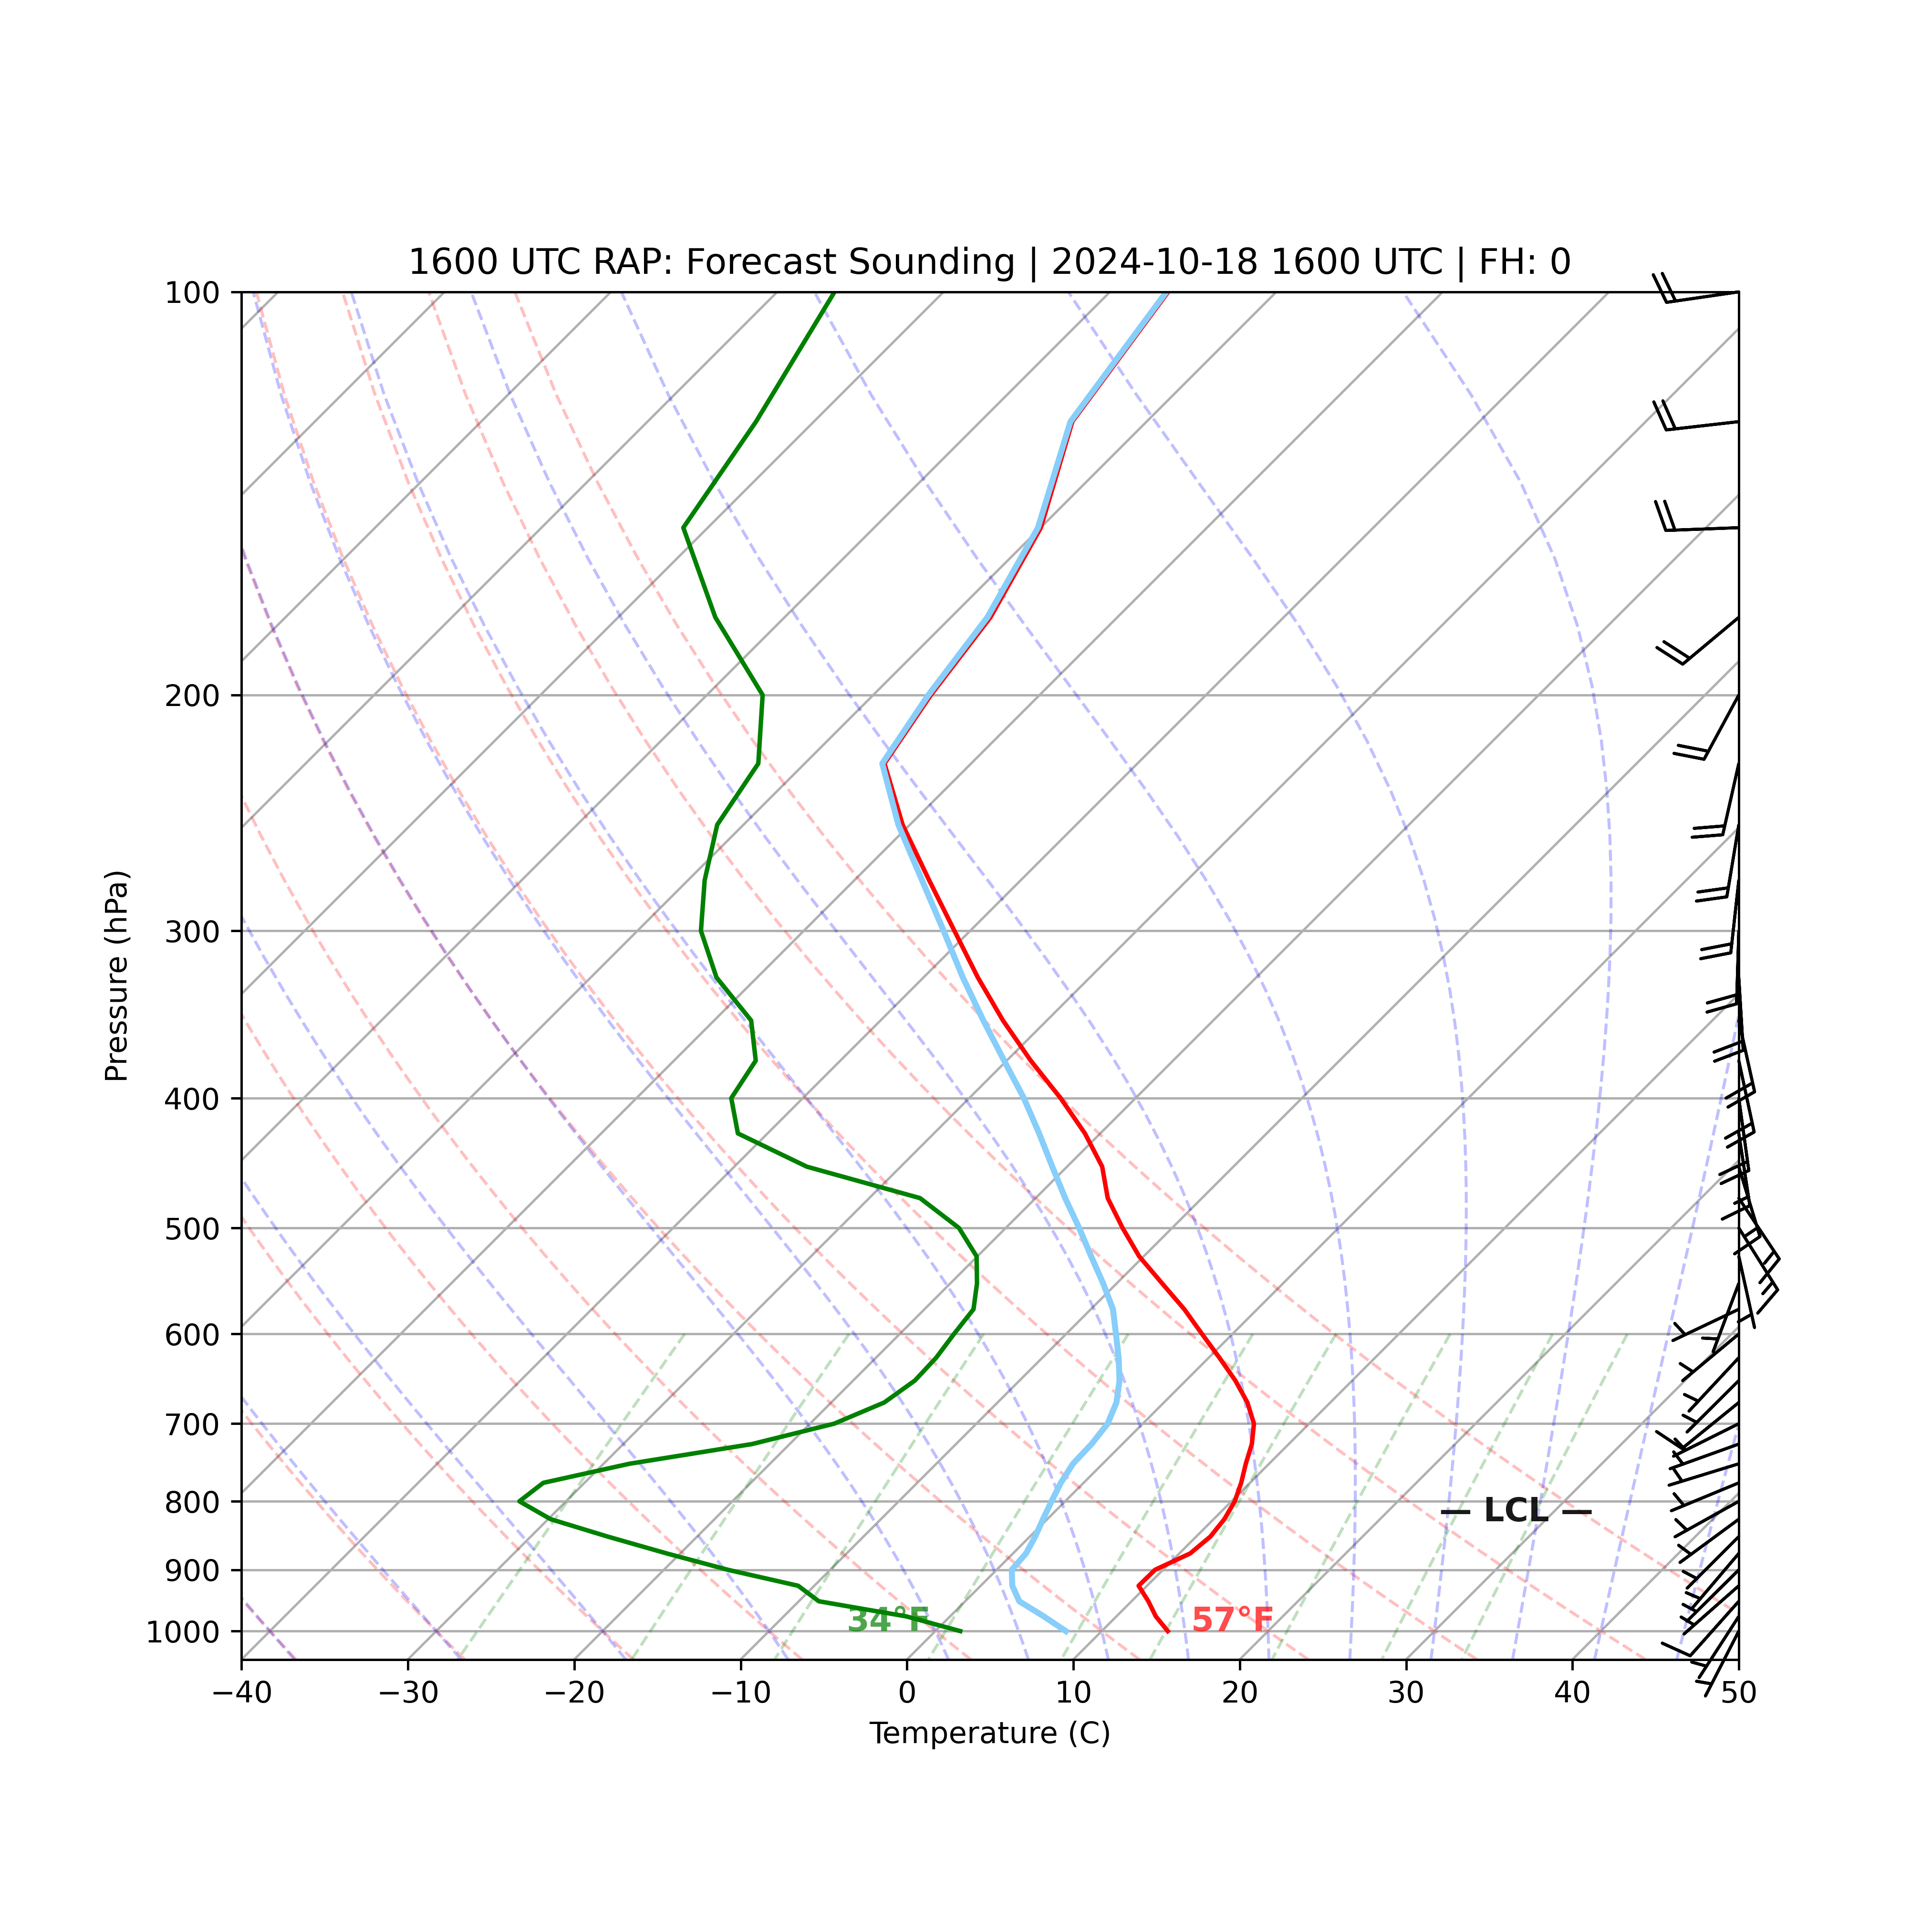 1600 UTC RAP: Forecast Sounding | 2024-10-18 1600 UTC | FH: 0
100
200
300
400
500
600
700
800
900
1000
Pressure (hPa)
— LCL —
34°F
57°F
−40 −30 −20 −10 0 10 20 30 40 50
Temperature (C)